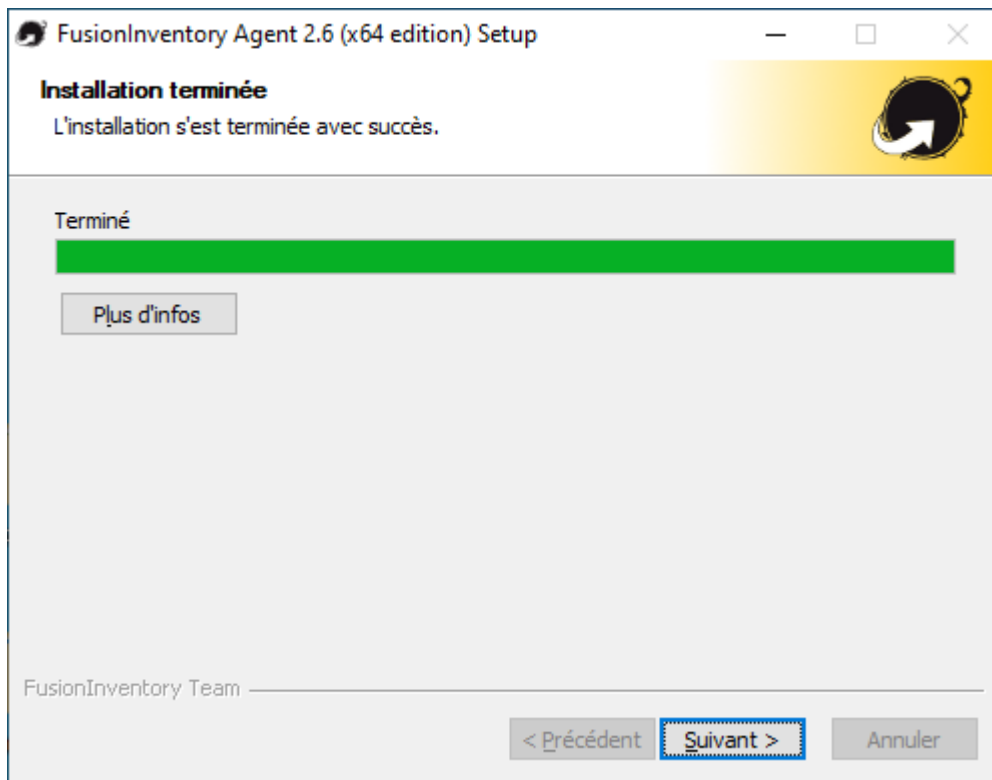 FusionInventory Agent 2.6 (x64 edition) Setup
Installation terminée
L'installation s'est terminée avec succès.
Terminé
Plus d'infos
FusionInventory Team
< Précédent Suivant > Annuler